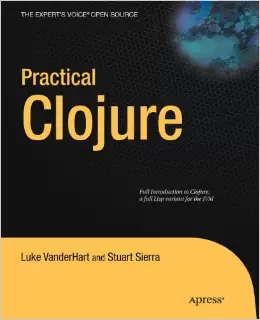 THE EXPERT'S VOICE® OPEN SOURCE
Practical
Clojure
Full Introduction to Clojure,
a full Lisp variant for the JVM
Luke VanderHart and Stuart Sierra
Apress®